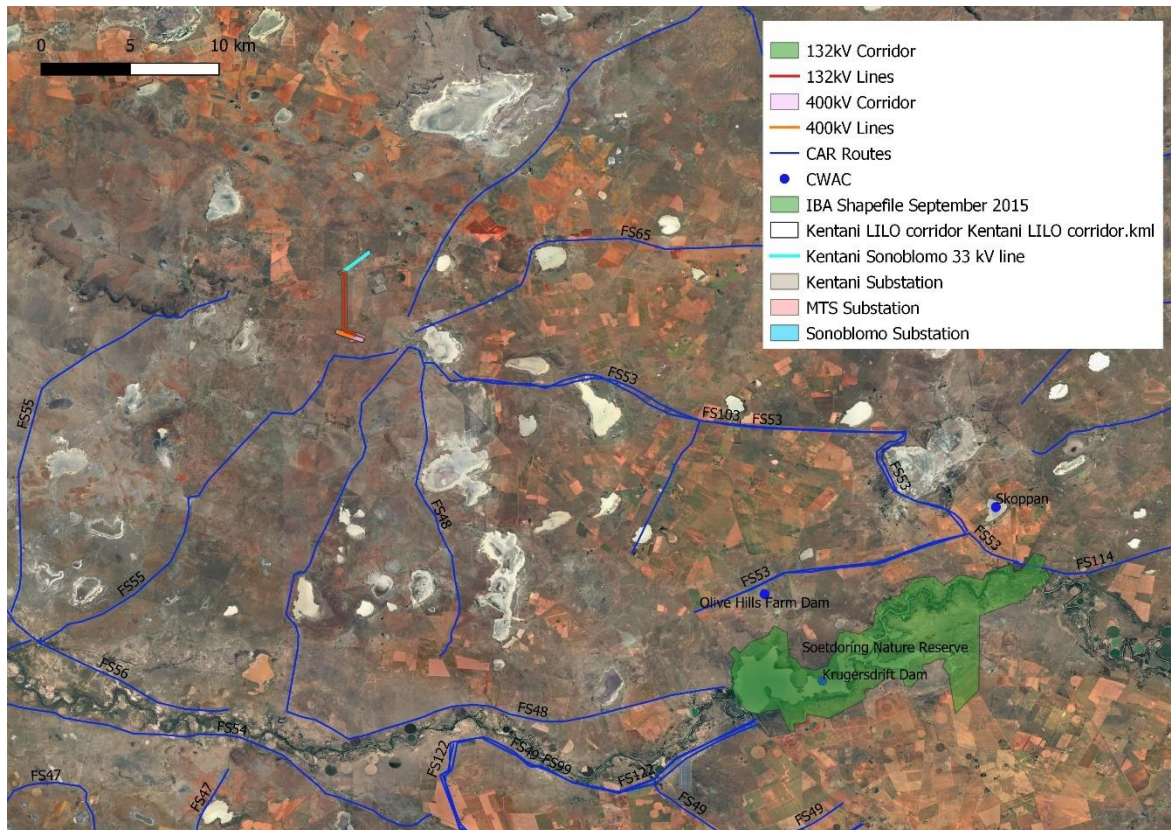 0 5 10 km
132kV Corridor
132kV Lines
400kV Corridor
400kV Lines
CAR Routes
CWAC
IBA Shapefile September 2015
Kentani LILO corridor Kentani LILO corridor.kml
Kentani Sonoblomo 33 kV line
Kentani Substation
MTS Substation
Sonoblomo Substation
FS65
FS55
FS53
FS103 FS53
FS53
FS48
Skoppan
FS53
FS114
FS55
FS53
Olive Hills Farm Dam
Soetdoring Nature Reserve
FS56
Krugersdrift Dam
FS48
FS54
FS49 FS99
FS122
FS122
FS47
FS47
FS49
FS49